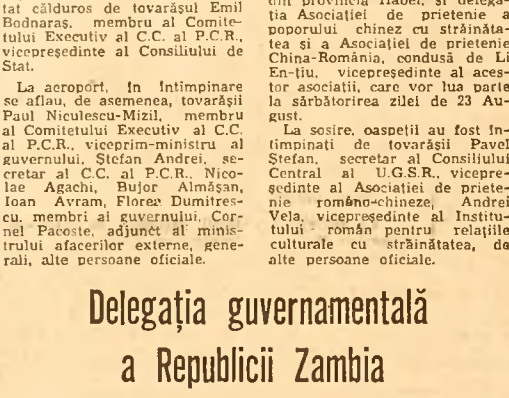 tat călduros de tovarășul Emil
Bodnaraș, membru al Comite-
tului Executiv al C.C. al P.C.R.,
vicepreședinte al Consiliului de
Stat.
La aeroport, în întîmpinare
se aflau, de asemenea, tovarășii
Paul Niculescu-Mizil, membru
al Comitetului Executiv al C.C.
al P.C.R., viceprim-ministru al
guvernului, Ștefan Andrei, se-
cretar al C.C. al P.C.R., Nico-
lae Agachi, Bujor Almășan,
Ioan Avram, Florea Dumitres-
cu, membri ai guvernului, Cor-
nel Pacoste, adjunct al minis-
trului afacerilor externe, gene-
rali, alte persoane oficiale.
din provincia Habei, și delega-
ția Asociației de prietenie a
poporului chinez cu străinăta-
tea și a Asociației de prietenie
China-România, condusă de Li
En-țiu, vicepreședinte al aces-
tor asociații, care vor lua parte
la sărbătorirea zilei de 23 Au-
gust.
La sosire, oaspeții au fost în-
tîmpinați de tovarășii Pavel
Ștefan, secretar al Consiliului
Central al U.G.S.R., vicepre-
ședinte al Asociației de priete-
nie româno-chineze, Andrei
Vela, vicepreședinte al Institu-
tului român pentru relațiile
culturale cu străinătatea, de
alte persoane oficiale.
Delegația guvernamentală
a Republicii Zambia